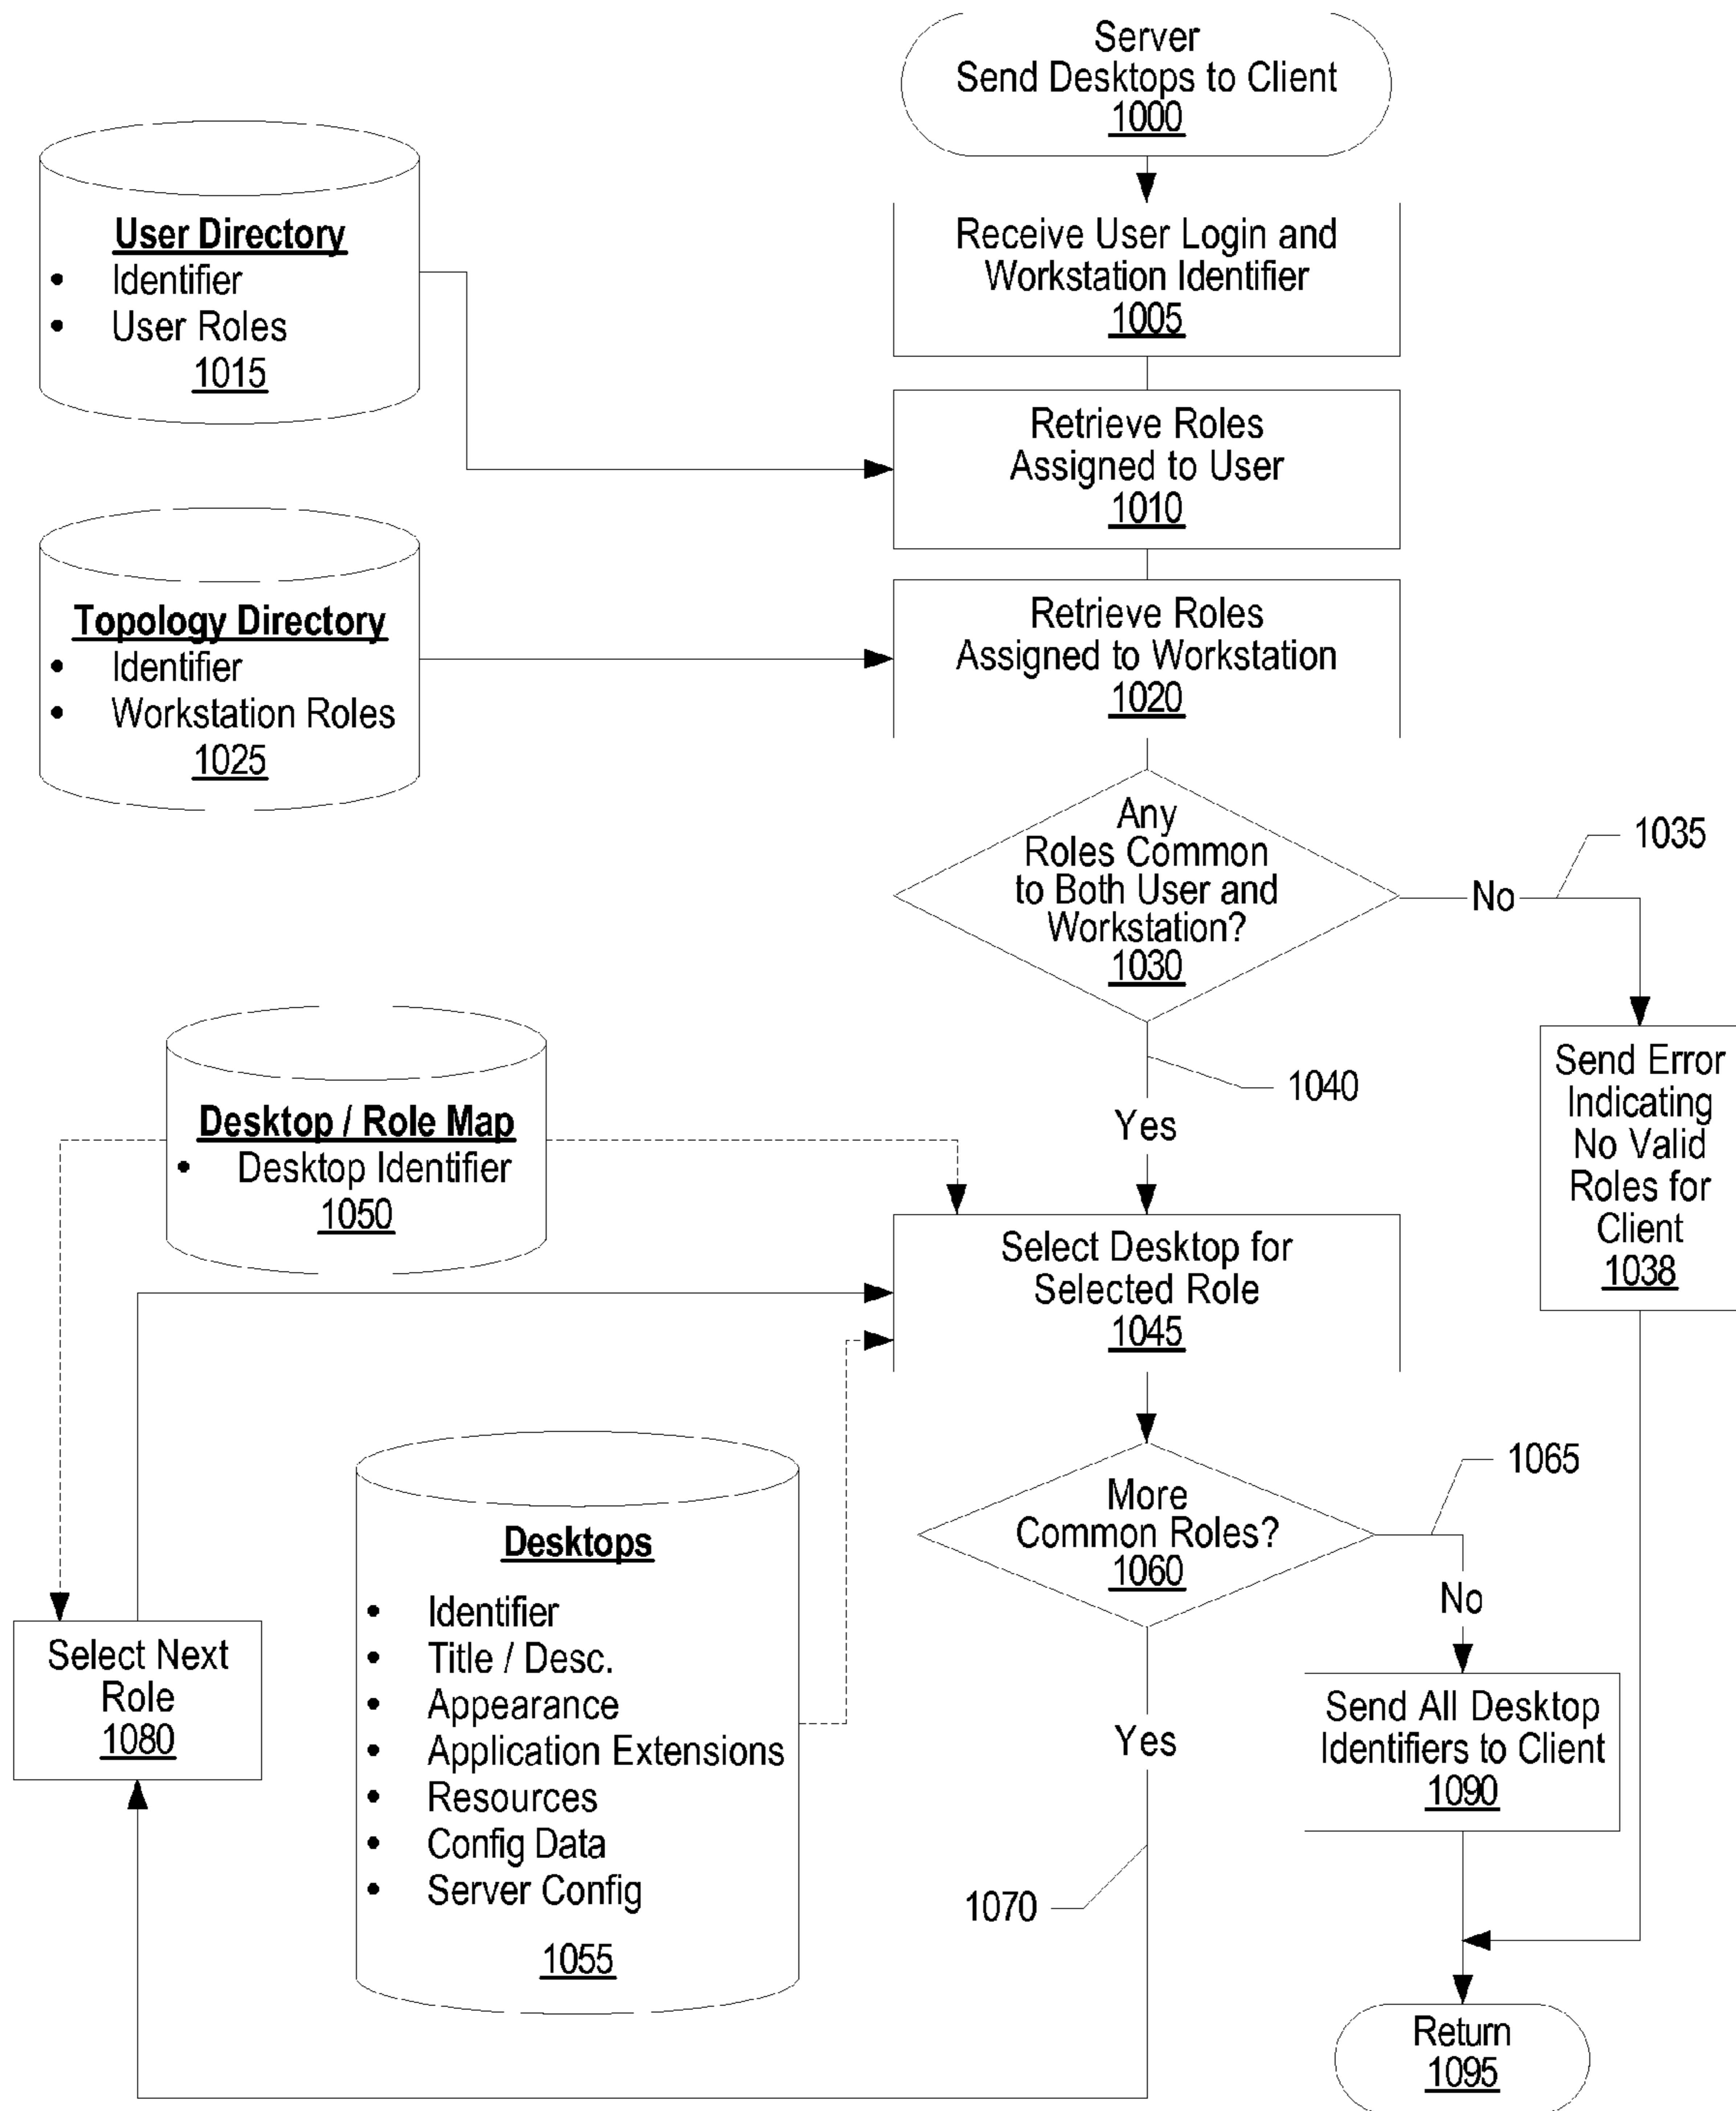 Server
Send Desktops to Client
1000
Receive User Login and
Workstation Identifier
1005
User Directory
• Identifier
• User Roles
1015
Retrieve Roles
Assigned to User
1010
Topology Directory
• Identifier
• Workstation Roles
1025
Retrieve Roles
Assigned to Workstation
1020
Any
Roles Common
to Both User and
Workstation?
1030
No
1035
1040
Yes
Send Error
Indicating
No Valid
Roles for
Client
1038
Desktop / Role Map
• Desktop Identifier
1050
Select Desktop for
Selected Role
1045
More
Common Roles?
1060
1065
No
Yes
1070
Desktops
• Identifier
• Title / Desc.
• Appearance
• Application Extensions
• Resources
• Config Data
• Server Config
1055
Select Next
Role
1080
Send All Desktop
Identifiers to Client
1090
Return
1095